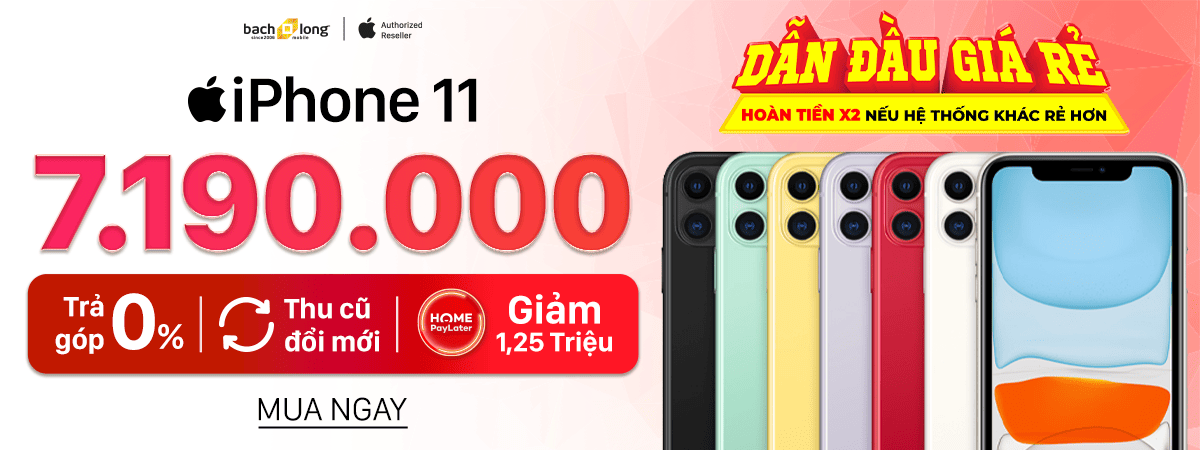 bach long
since2006 mobile
Authorized
Reseller
iPhone 11
7.190.000
Trả
góp 0%
Thu cũ
đổi mới
HOME
PayLater
Giảm
1,25 Triệu
MUA NGAY
DẪN ĐẦU GIÁ RẺ
HOÀN TIỀN X2 NẾU HỆ THỐNG KHÁC RẺ HƠN